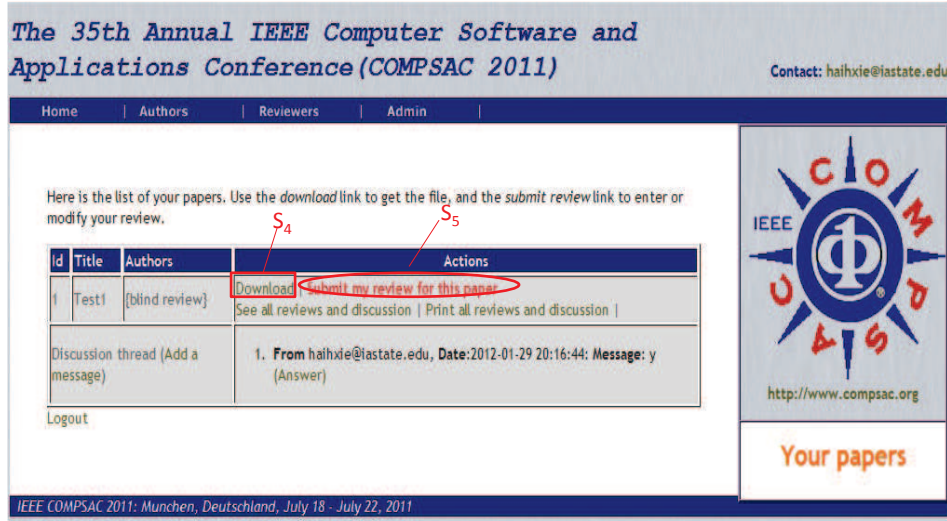 The 35th Annual IEEE Computer Software and
Applications Conference(COMPSAC 2011)
Contact: haihxie@iastate.edu
Home | Authors | Reviewers | Admin |
Here is the list of your papers. Use the download link to get the file, and the submit review link to enter or
modify your review.
S4
S5
Id Title Authors Actions
1 Test1 {blind review} Download | Submit my review for this paper
See all reviews and discussion | Print all reviews and discussion |
Discussion thread (Add a
message)
1. From haihxie@iastate.edu, Date:2012-01-29 20:16:44: Message: y
(Answer)
Logout
COMPSAC
IEEE
http://www.compsac.org
Your papers
IEEE COMPSAC 2011: Munchen, Deutschland, July 18 - July 22, 2011